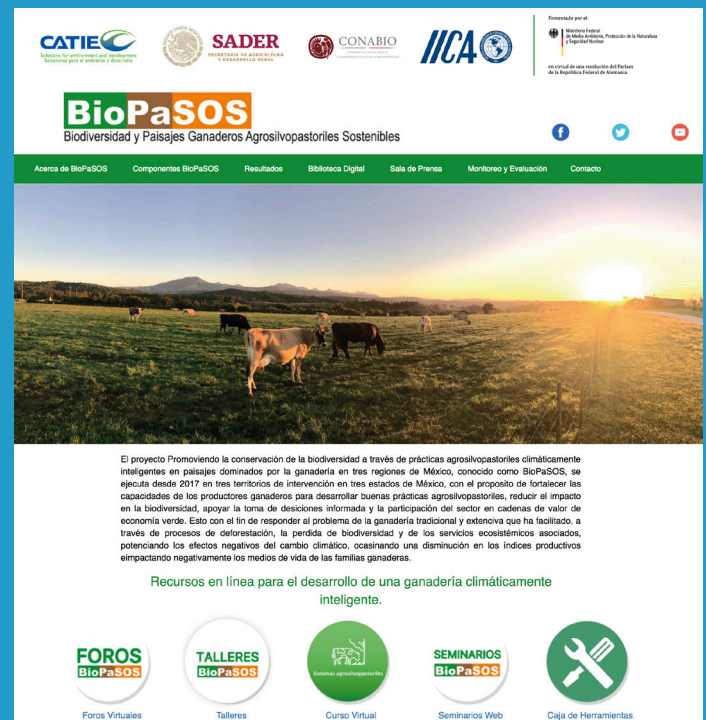 CATIE
Solutions for environment and development
Soluciones para el ambiente y desarrollo
SADER
SECRETARÍA DE AGRICULTURA
Y DESARROLLO RURAL
CONABIO
IICA
Fomentado por el:
Ministerio Federal
de Medio Ambiente, Protección de la Naturaleza
y Seguridad Nuclear
en virtud de una resolución del Parlam
de la República Federal de Alemania
BioPaSOS
Biodiversidad y Paisajes Ganaderos Agrosilvopastoriles Sostenibles
Acerca de BioPaSOS Componentes BioPaSOS Resultados Biblioteca Digital Sala de Prensa Monitoreo y Evaluación Contacto
El proyecto Promoviendo la conservación de la biodiversidad a través de prácticas agrosilvopastoriles climáticamente
inteligentes en paisajes dominados por la ganadería en tres regiones de México, conocido como BioPaSOS, se
ejecuta desde 2017 en tres territorios de intervención en tres estados de México, con el proposito de fortalecer las
capacidades de los productores ganaderos para desarrollar buenas prácticas agrosilvopastoriles, reducir el impacto
en la biodiversidad, apoyar la toma de desiciones informada y la participación del sector en cadenas de valor de
economía verde. Esto con el fin de responder al problema de la ganadería tradicional y extenciva que ha facilitado, a
través de procesos de deforestación, la perdida de biodiversidad y de los servicios ecosistémicos asociados,
potenciando los efectos negativos del cambio climático, ocasinando una disminución en los índices productivos
eimpactando negativamente los medios de vida de las familias ganaderas.
Recursos en línea para el desarrollo de una ganadería climáticamente
inteligente.
FOROS
BioPaSOS
TALLERES
BioPaSOS
Sistemas agrosilvopastoriles
SEMINARIOS
BioPaSOS
Foros Virtuales Talleres Curso Virtual Seminarios Web Caja de Herramientas